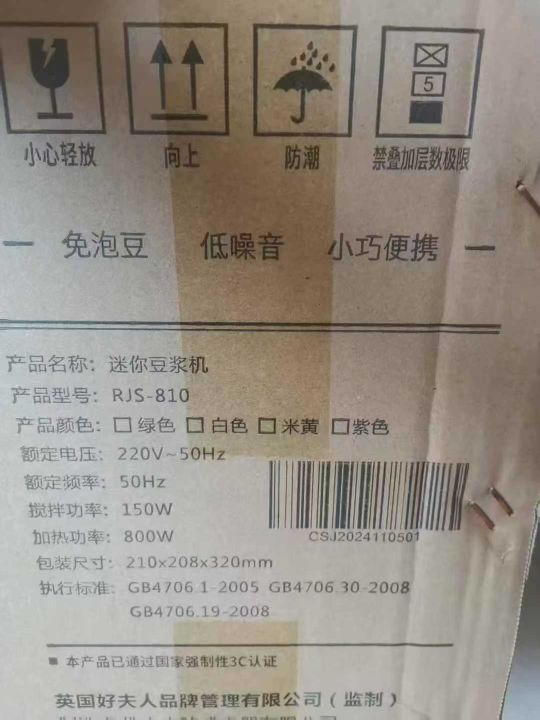 5
小心轻放 向上 防潮 禁叠加层数极限
免泡豆 低噪音 小巧便携
产品名称：迷你豆浆机
产品型号：RJS-810
产品颜色：□绿色 □白色 □米黄 □紫色
额定电压：220V~50Hz
额定频率：50Hz
搅拌功率：150W
加热功率：800W
CSJ2024110501
包装尺寸：210x208x320mm
执行标准：GB4706.1-2005 GB4706.30-2008
GB4706.19-2008
■ 本产品已通过国家强制性3C认证
英国好夫人品牌管理有限公司（监制）